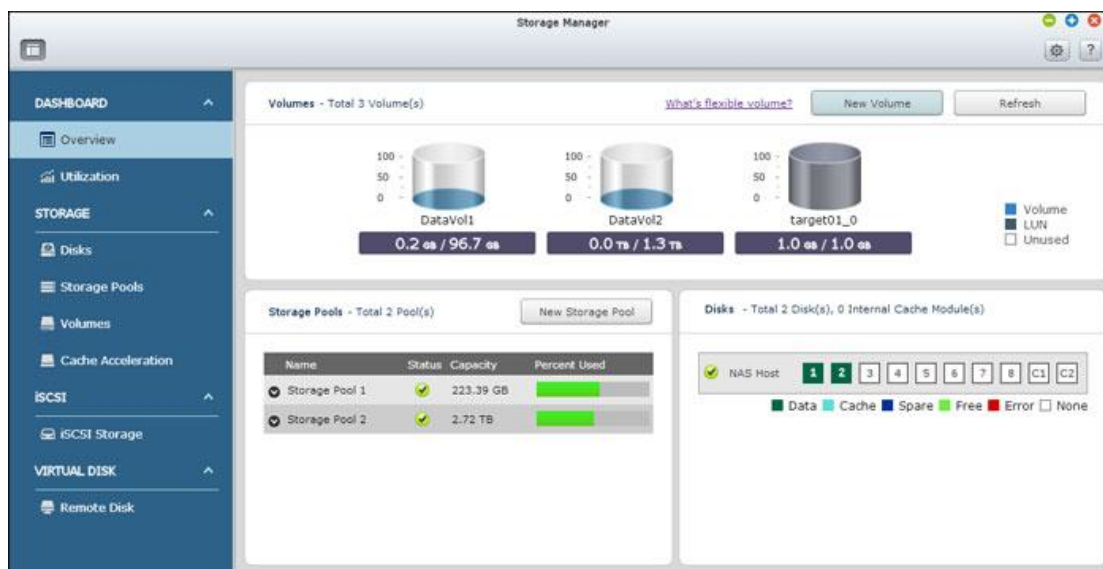 Storage Manager
?
DASHBOARD
Overview
Utilization
STORAGE
Disks
Storage Pools
Volumes
Cache Acceleration
iSCSI
iSCSI Storage
VIRTUAL DISK
Remote Disk
Volumes - Total 3 Volume(s)
What's flexible volume?
New Volume
Refresh
100
50
0
DataVol1
0.2 GB / 96.7 GB
100
50
0
DataVol2
0.0 TB / 1.3 TB
100
50
0
target01_0
1.0 GB / 1.0 GB
Volume
LUN
Unused
Storage Pools - Total 2 Pool(s)
New Storage Pool
Name Status Capacity Percent Used
Storage Pool 1 223.39 GB
Storage Pool 2 2.72 TB
Disks - Total 2 Disk(s), 0 Internal Cache Module(s)
NAS Host 1 2 3 4 5 6 7 8 C1 C2
Data Cache Spare Free Error None